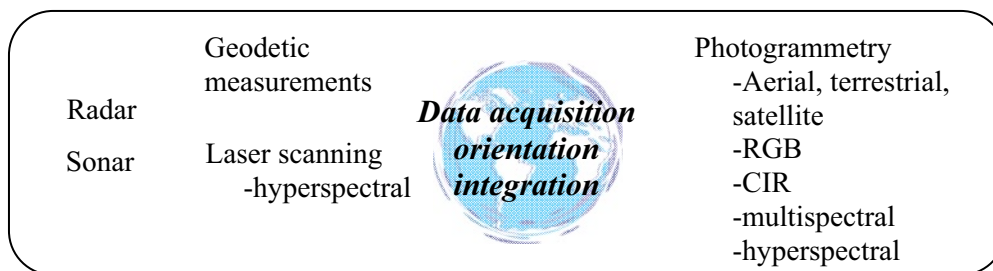 Radar
Sonar
Geodetic
measurements
Laser scanning
-hyperspectral
Data acquisition
orientation
integration
Photogrammetry
-Aerial, terrestrial,
satellite
-RGB
-CIR
-multispectral
-hyperspectral